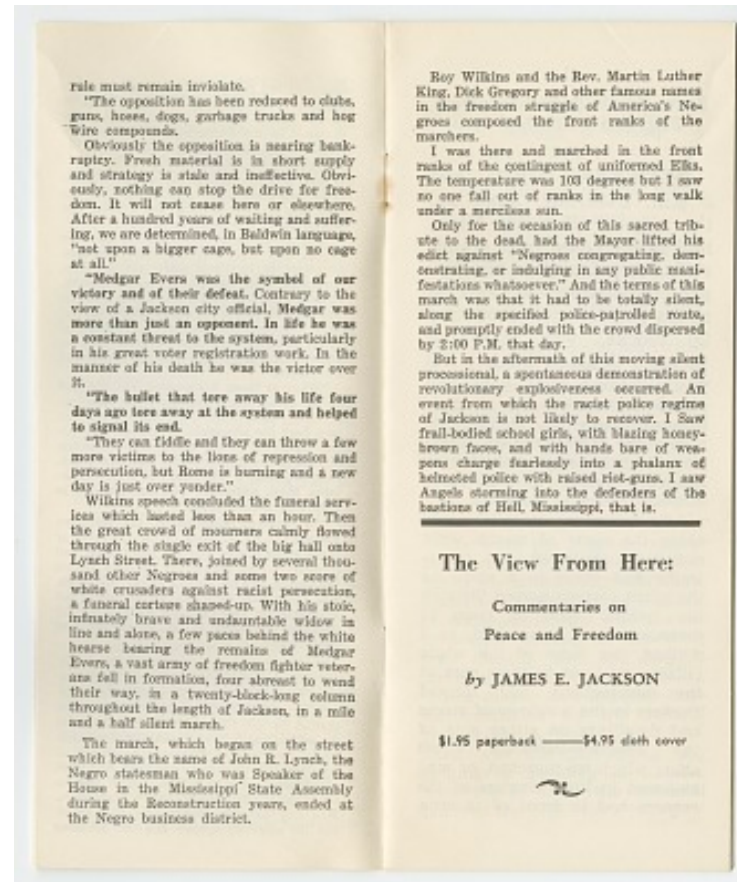 rule must remain inviolate.
"The opposition has been reduced to clubs,
guns, hoses, dogs, garbage trucks and hog
wire compounds.
Obviously the opposition is nearing bank-
ruptcy. Fresh material is in short supply
and strategy is stale and ineffective. Obvi-
ously, nothing can stop the drive for free-
dom. It will not cease here or elsewhere.
After a hundred years of waiting and suffer-
ing, we are determined, in Baldwin language,
"not upon a bigger cage, but upon no cage
at all."
"Medgar Evers was the symbol of our
victory and of their defeat. Contrary to the
view of a Jackson city official, Medgar was
more than just an opponent. In life he was
a constant threat to the system, particularly
in his great voter registration work. In the
manner of his death he was the victor over
it.
"The bullet that tore away his life four
days ago tore away at the system and helped
to signal its end.
"They can fiddle and they can throw a few
more victims to the lions of repression and
persecution, but Rome is burning and a new
day is just over yonder."
Wilkins speech concluded the funeral serv-
ices which lasted less than an hour. Then
the great crowd of mourners calmly flowed
through the single exit of the big hall onto
Lynch Street. There, joined by several thou-
sand other Negroes and some two score of
white crusaders against racist persecution,
a funeral cortege shaped-up. With his stoic,
infinately brave and undauntable widow in
line and alone, a few paces behind the white
hearse bearing the remains of Medgar
Evers, a vast army of freedom fighter veter-
ans fell in formation, four abreast to wend
their way, in a twenty-block-long column
throughout the length of Jackson, in a mile
and a half silent march.
The march, which began on the street
which bears the name of John R. Lynch, the
Negro statesman who was Speaker of the
House in the Mississippi State Assembly
during the Reconstruction years, ended at
the Negro business district.
Roy Wilkins and the Rev. Martin Luther
King, Dick Gregory and other famous names
in the freedom struggle of America's Ne-
groes composed the front ranks of the
marchers.
I was there and marched in the front
ranks of the contingent of uniformed Elks.
The temperature was 103 degrees but I saw
no one fall out of ranks in the long walk
under a merciless sun.
Only for the occasion of this sacred trib-
ute to the dead, had the Mayor lifted his
edict against "Negroes congregating, dem-
onstrating, or indulging in any public mani-
festations whatsoever." And the terms of this
march was that it had to be totally silent,
along the specified police-patrolled route,
and promptly ended with the crowd dispersed
by 2:00 P.M. that day.
But in the aftermath of this moving silent
processional, a spontaneous demonstration of
revolutionary explosiveness occurred. An
event from which the racist police regime
of Jackson is not likely to recover. I Saw
frail-bodied school girls, with blazing honey-
brown faces, and with hands bare of wea-
pons charge fearlessly into a phalanx of
helmeted police with raised riot-guns. I saw
Angels storming into the defenders of the
bastions of Hell, Mississippi, that is.
The View From Here:
Commentaries on
Peace and Freedom
by JAMES E. JACKSON
$1.95 paperback ——— $4.95 cloth cover